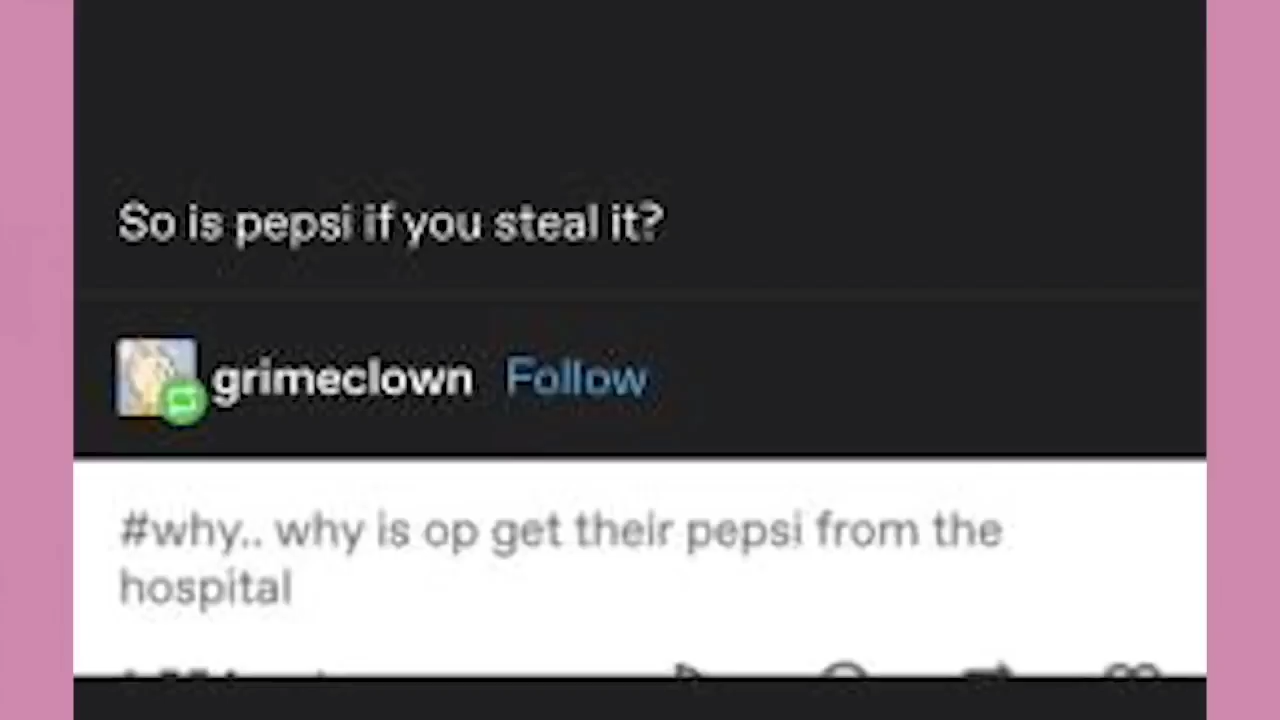 So is pepsi if you steal it?
grimeclown Follow
#why.. why is op get their pepsi from the
hospital